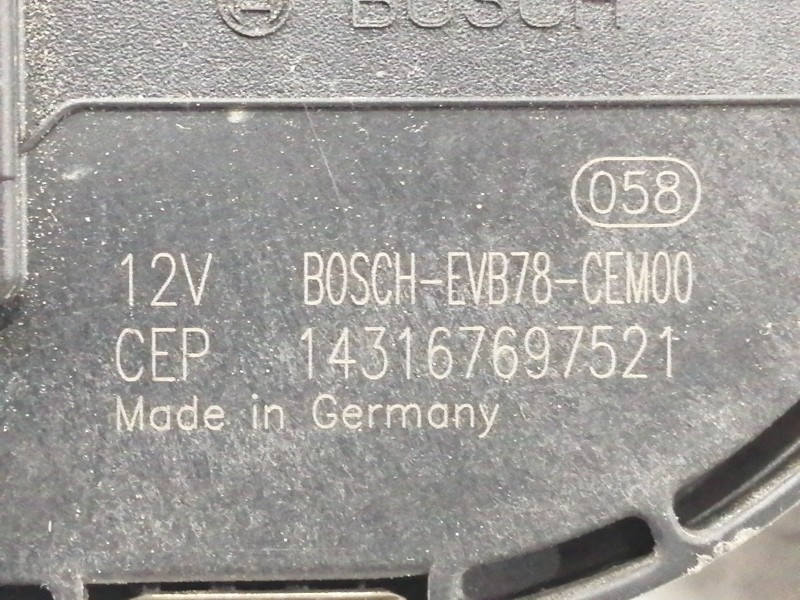 BOSCH
058
12V BOSCH-EVB78-CEM00
CEP 143167697521
Made in Germany